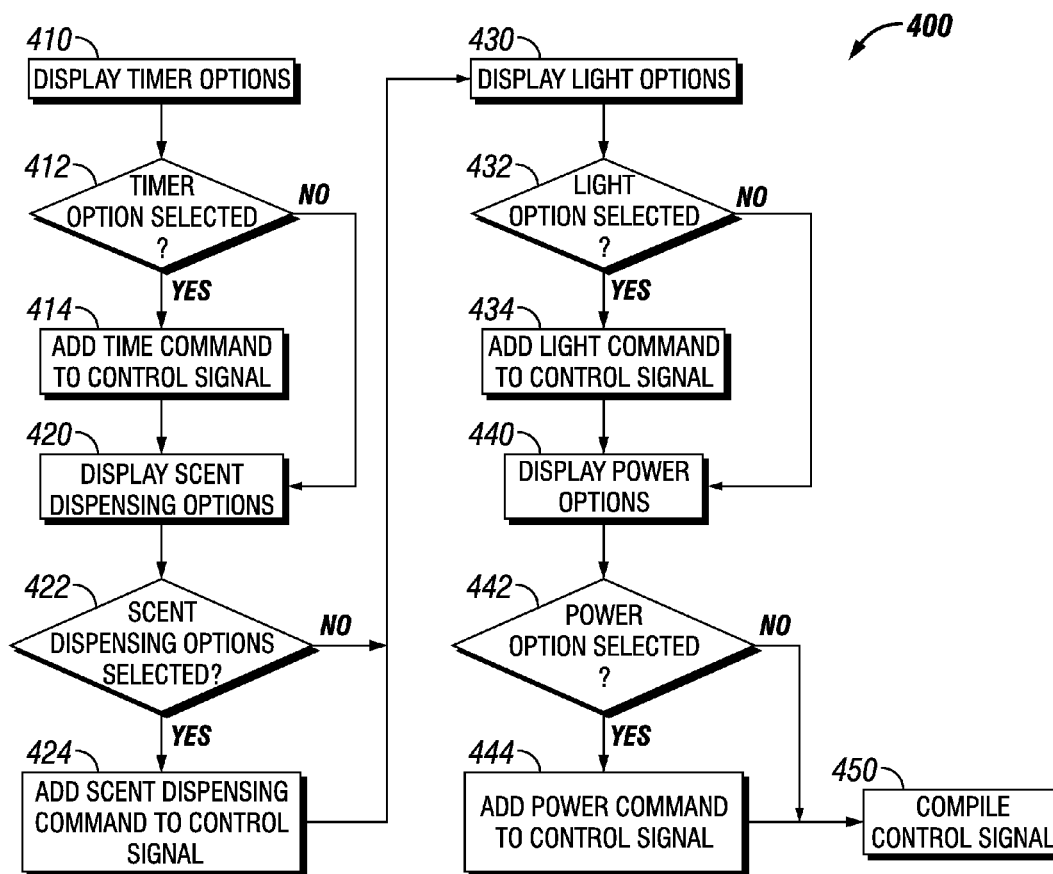 400
410
DISPLAY TIMER OPTIONS
412
TIMER
OPTION SELECTED
?
NO
YES
414
ADD TIME COMMAND
TO CONTROL SIGNAL
420
DISPLAY SCENT
DISPENSING OPTIONS
422
SCENT
DISPENSING OPTIONS
SELECTED?
NO
YES
424
ADD SCENT DISPENSING
COMMAND TO CONTROL
SIGNAL
430
DISPLAY LIGHT OPTIONS
432
LIGHT
OPTION SELECTED
?
NO
YES
434
ADD LIGHT COMMAND
TO CONTROL SIGNAL
440
DISPLAY POWER
OPTIONS
442
POWER
OPTION SELECTED
?
NO
YES
444
ADD POWER COMMAND
TO CONTROL SIGNAL
450
COMPILE
CONTROL SIGNAL